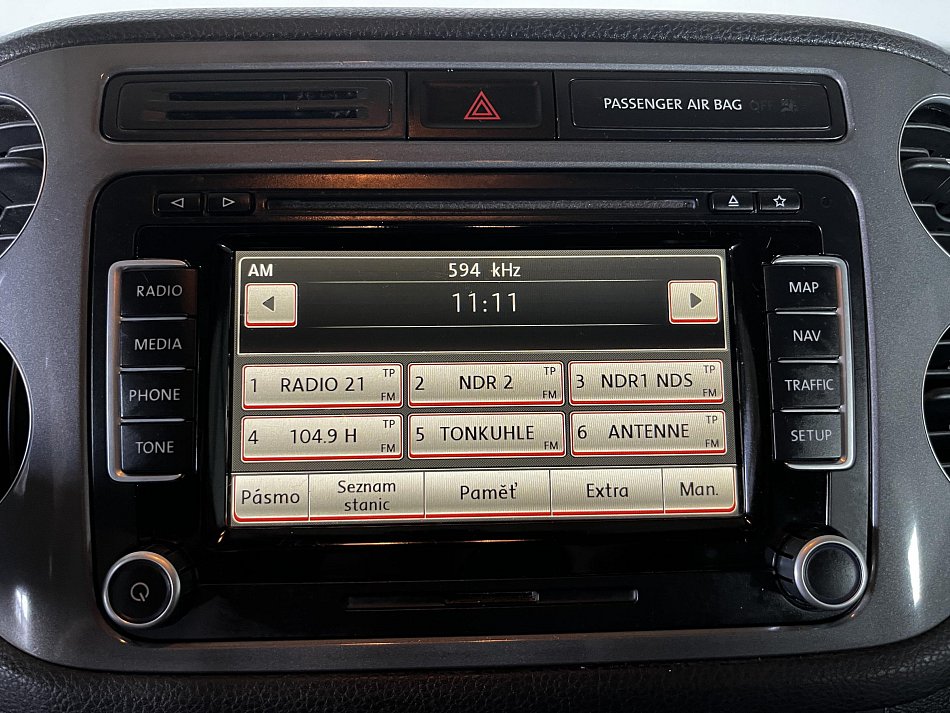 PASSENGER AIR BAG OFF
RADIO
MEDIA
PHONE
TONE
AM
594 kHz
11:11
1 RADIO 21 TP FM
2 NDR 2 TP FM
3 NDR1 NDS TP FM
4 104.9 H TP FM
5 TONKUHLE FM
6 ANTENNE TP FM
Pásmo
Seznam
stanic
Paměť
Extra
Man.
MAP
NAV
TRAFFIC
SETUP